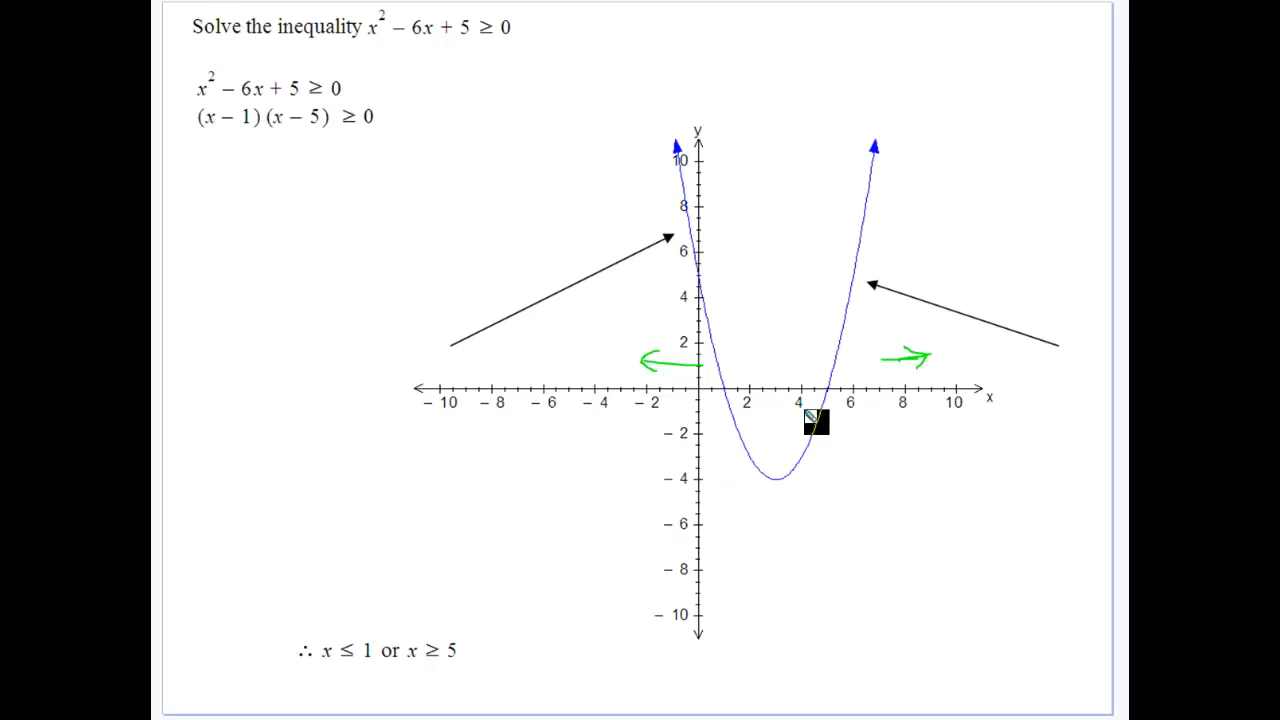 Solve the inequality x² − 6x + 5 ≥ 0
x² − 6x + 5 ≥ 0
(x − 1) (x − 5) ≥ 0
y
10
8
6
4
2
− 10 − 8 − 6 − 4 − 2 2 4 6 8 10 x
− 2
− 4
− 6
− 8
− 10
∴ x ≤ 1 or x ≥ 5